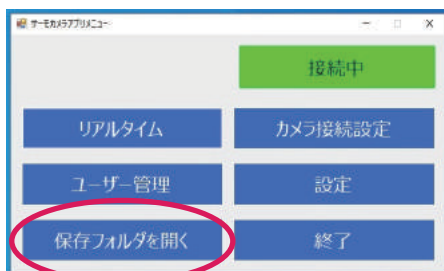 サーモカメラアプリメニュー
接続中
リアルタイム
カメラ接続設定
ユーザー管理
設定
保存フォルダを開く
終了